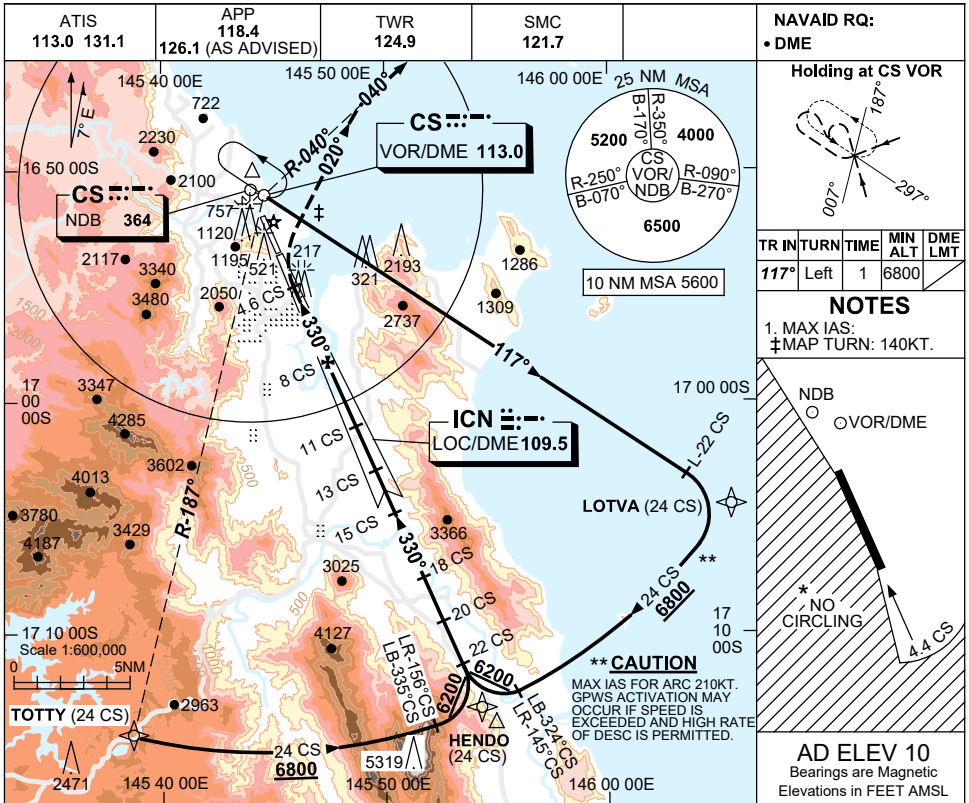 ATIS
113.0 131.1
APP
118.4
126.1 (AS ADVISED)
TWR
124.9
SMC
121.7
NAVAID RQ:
• DME
145 40 00E
145 50 00E
146 00 00E
7° E
722
2230
16 50 00S
2100
CS
NDB 364
CS
VOR/DME 113.0
R-040°
020°
040°
‡
25 NM MSA
B-170°
R-350°
5200
4000
CS
VOR/
NDB
R-250°
B-070°
R-090°
B-270°
6500
10 NM MSA 5600
757
1120
1195
521
217
2117
3340
3480
2050
4.6 CS
321
2193
2737
1286
1309
1500
2000
330°
117°
8 CS
17
00
00S
17 00 00S
3347
4285
3602
4013
3780
4187
3429
500
R-187°
11 CS
ICN
LOC/DME 109.5
13 CS
15 CS
330°
L-22 CS
LOTVA (24 CS)
3366
18 CS
**
24 CS
6800
3025
500
20 CS
17
10
00S
17 10 00S
Scale 1:600,000
0 5NM
1000
4127
22 CS
6200
6200
LR-156°CS
LB-335°CS
LB-324°CS
LR-145°CS
** CAUTION
MAX IAS FOR ARC 210KT.
GPWS ACTIVATION MAY
OCCUR IF SPEED IS
EXCEEDED AND HIGH RATE
OF DESC IS PERMITTED.
TOTTY (24 CS)
2963
24 CS
6800
HENDO
(24 CS)
5319
2471
145 40 00E
145 50 00E
146 00 00E
Holding at CS VOR
187°
007°
297°
TR IN TURN TIME MIN ALT DME LMT
117° Left 1 6800
NOTES
1. MAX IAS:
‡MAP TURN: 140KT.
NDB
VOR/DME
* NO
CIRCLING
4.4 CS
AD ELEV 10
Bearings are Magnetic
Elevations in FEET AMSL